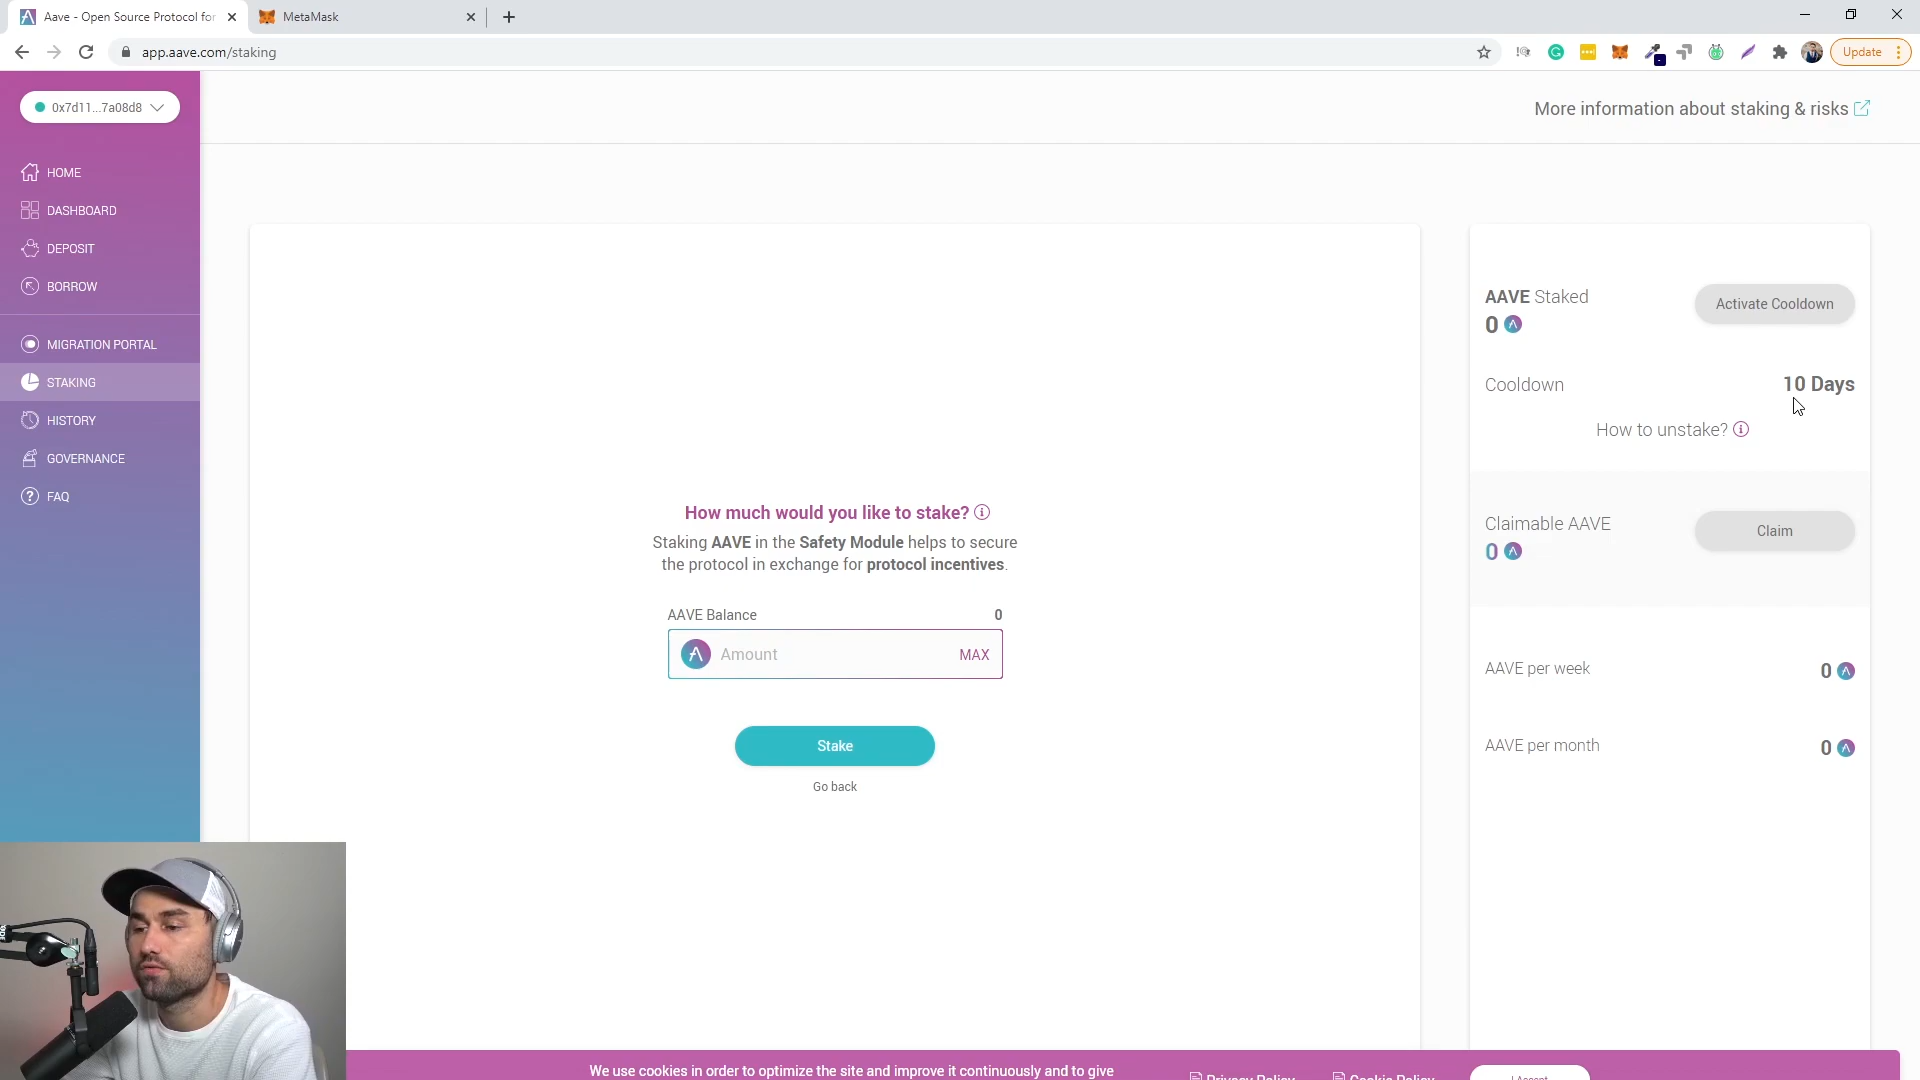 Aave - Open Source Protocol for
MetaMask
app.aave.com/staking
Update
0x7d11...7a08d8
More information about staking & risks
HOME
DASHBOARD
DEPOSIT
BORROW
MIGRATION PORTAL
STAKING
HISTORY
GOVERNANCE
FAQ
How much would you like to stake?
Staking AAVE in the Safety Module helps to secure
the protocol in exchange for protocol incentives.
AAVE Balance 0
Amount MAX
Stake
Go back
AAVE Staked
0
Activate Cooldown
Cooldown 10 Days
How to unstake?
Claimable AAVE
0
Claim
AAVE per week 0
AAVE per month 0
We use cookies in order to optimize the site and improve it continuously and to give
Privacy Policy
Cookie Policy
I Accept